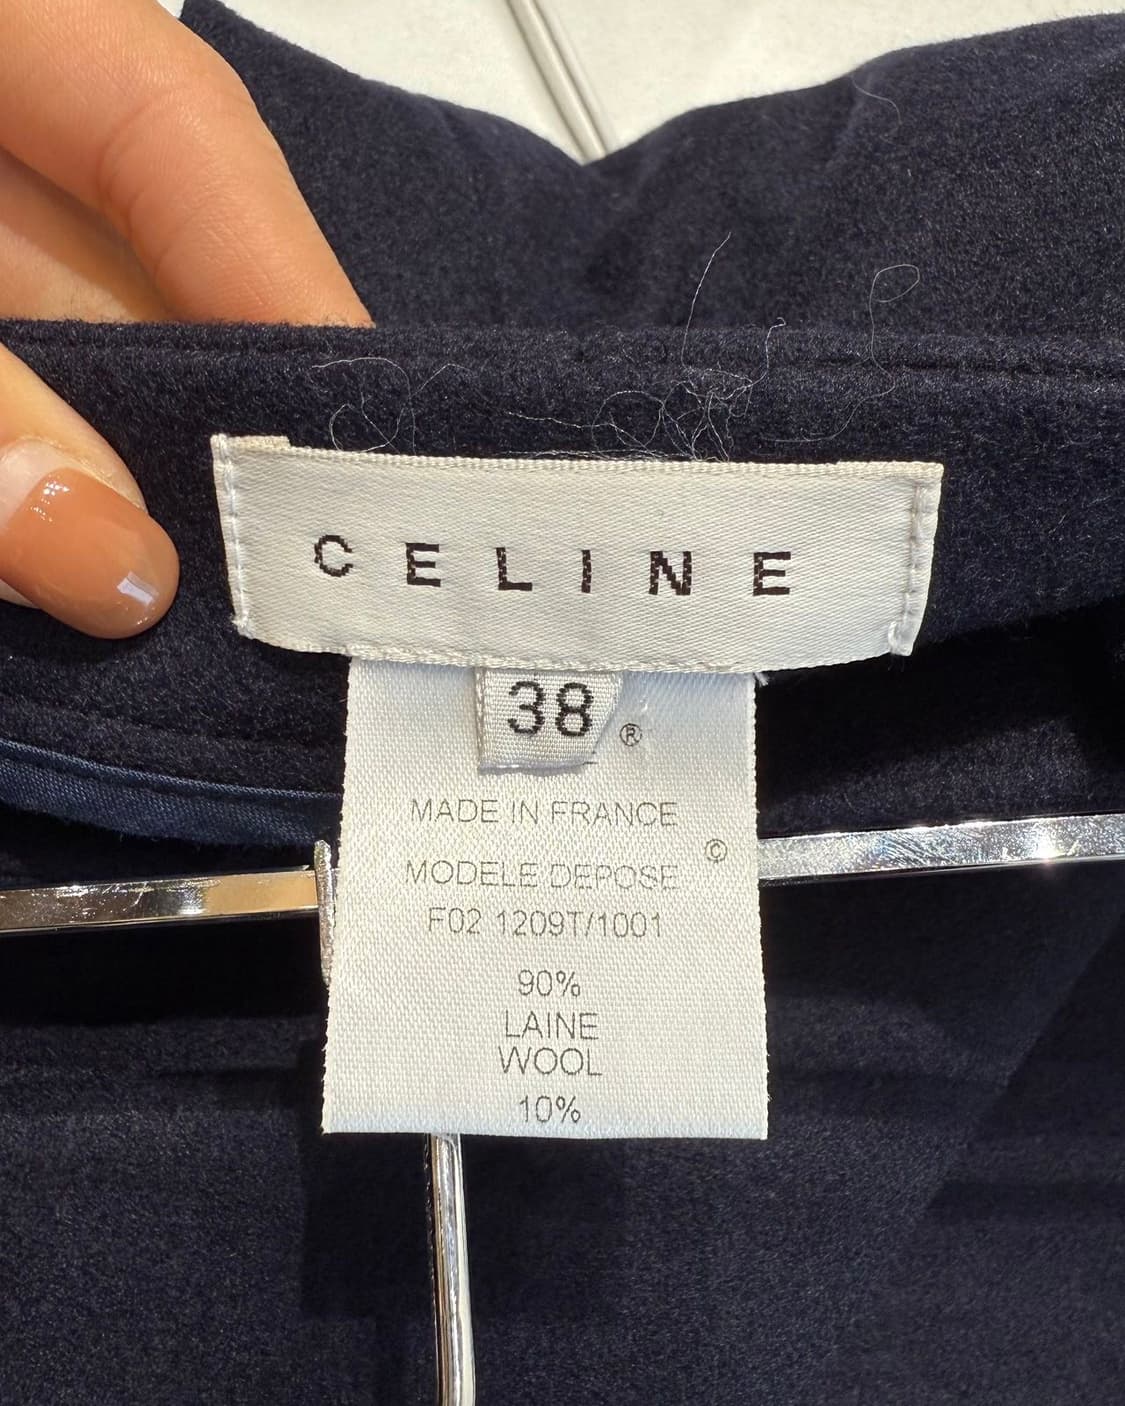 CELINE
38
®
MADE IN FRANCE
©
MODELE DEPOSE
F02 1209T/1001
90%
LAINE
WOOL
10%